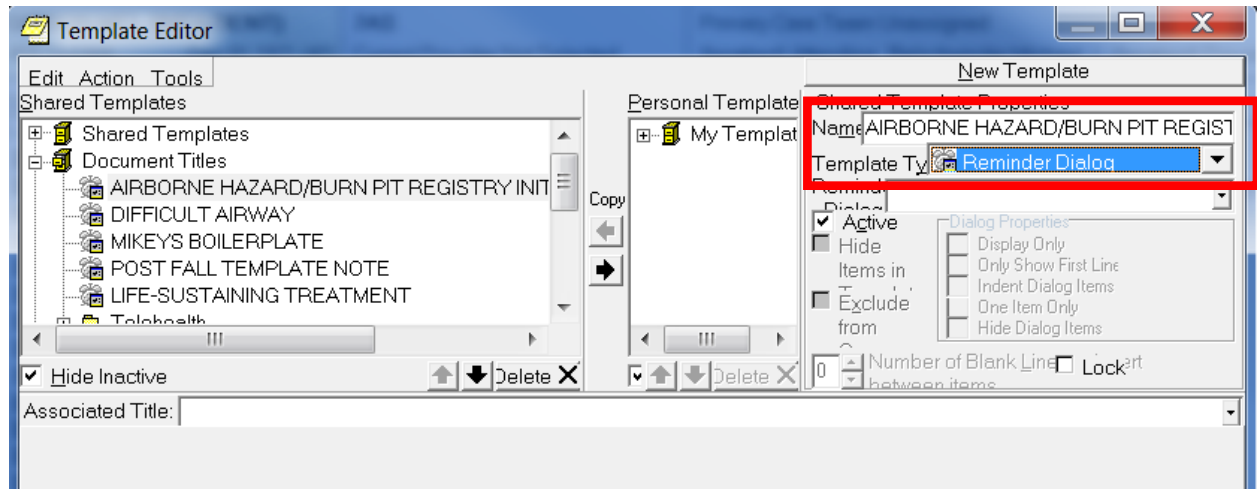 Template Editor
Edit Action Tools
New Template
Shared Templates
Personal Template
Shared Template Properties
Shared Templates
Document Titles
AIRBORNE HAZARD/BURN PIT REGISTRY INIT
DIFFICULT AIRWAY
MIKEYS BOILERPLATE
POST FALL TEMPLATE NOTE
LIFE-SUSTAINING TREATMENT
Telehealth
Copy
My Templat
Name AIRBORNE HAZARD/BURN PIT REGIST
Template Ty Reminder Dialog
Dialog
Active
Hide
Items in
Exclude
from
Dialog Properties
Display Only
Only Show First Line
Indent Dialog Items
One Item Only
Hide Dialog Items
0 Number of Blank Line
between items
Lock
Hide Inactive
Delete
Delete
Associated Title: